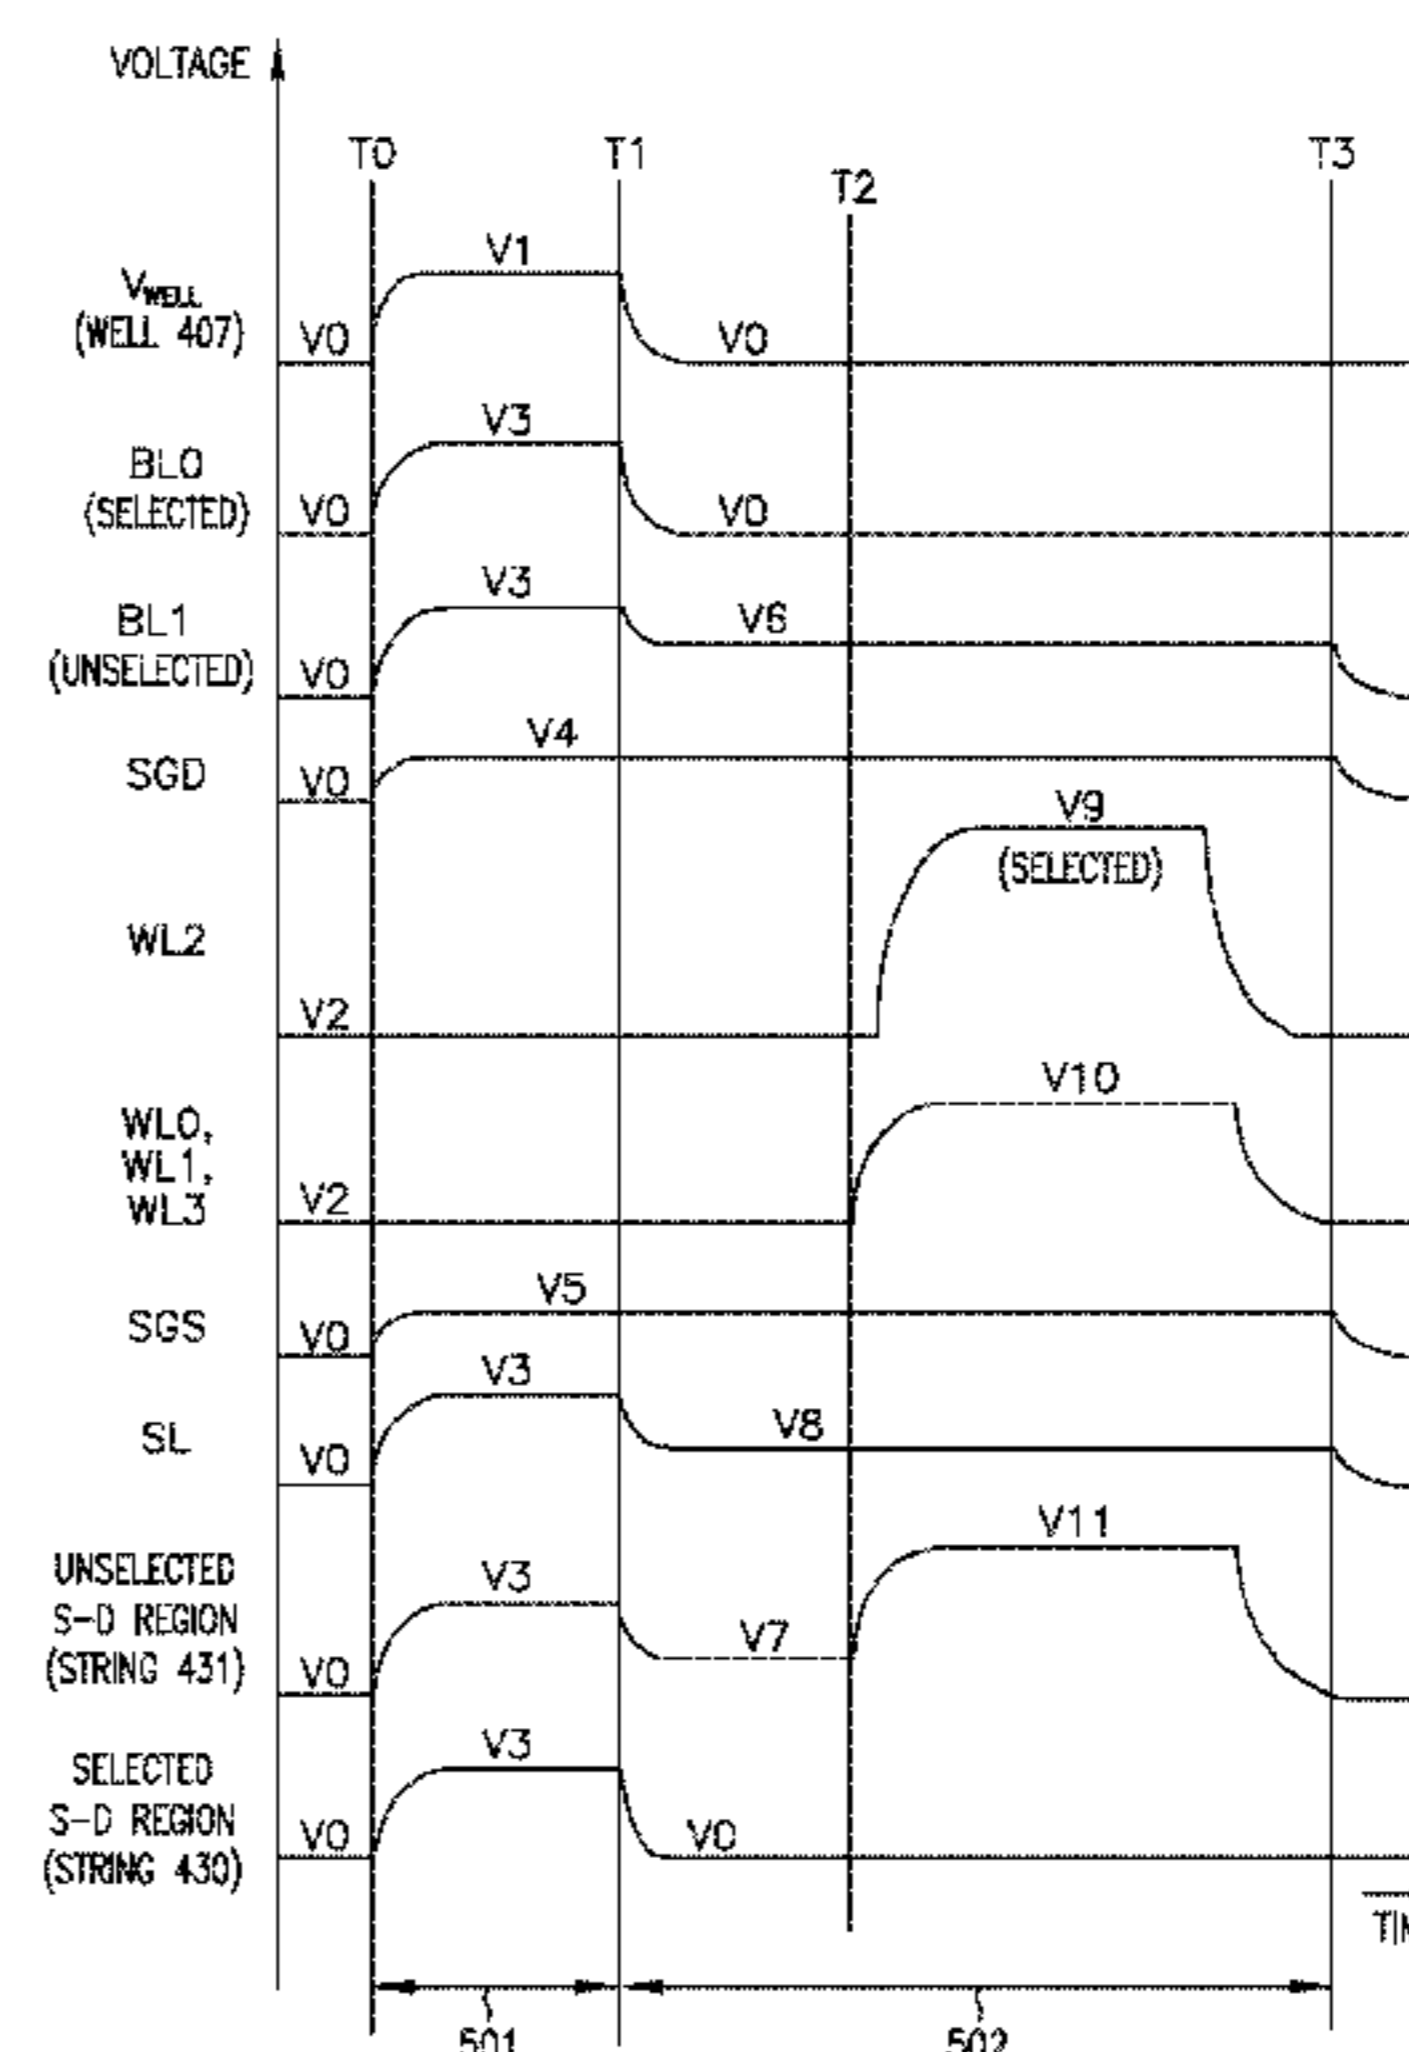 VOLTAGE
T0
T1
T2
T3
VWELL
(WELL 407)
V0
V1
V0
BL0
(SELECTED)
V0
V3
V0
BL1
(UNSELECTED)
V0
V3
V6
SGD
V0
V4
WL2
V2
V9
(SELECTED)
WL0,
WL1,
WL3
V2
V10
SGS
V0
V5
SL
V0
V3
V8
UNSELECTED
S-D REGION
(STRING 431)
V0
V3
V7
V11
SELECTED
S-D REGION
(STRING 430)
V0
V3
V0
501
502